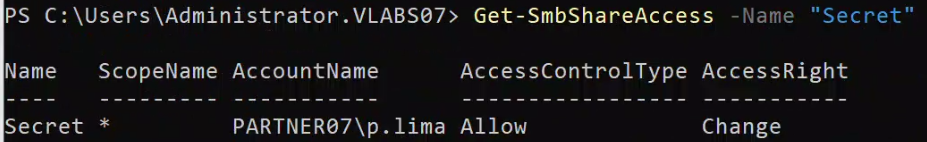 PS C:\Users\Administrator.VLABS07> Get-SmbShareAccess -Name "Secret"
Name   ScopeName AccountName      AccessControlType AccessRight
----   --------- -----------      ----------------- -----------
Secret *         PARTNER07\p.lima Allow             Change